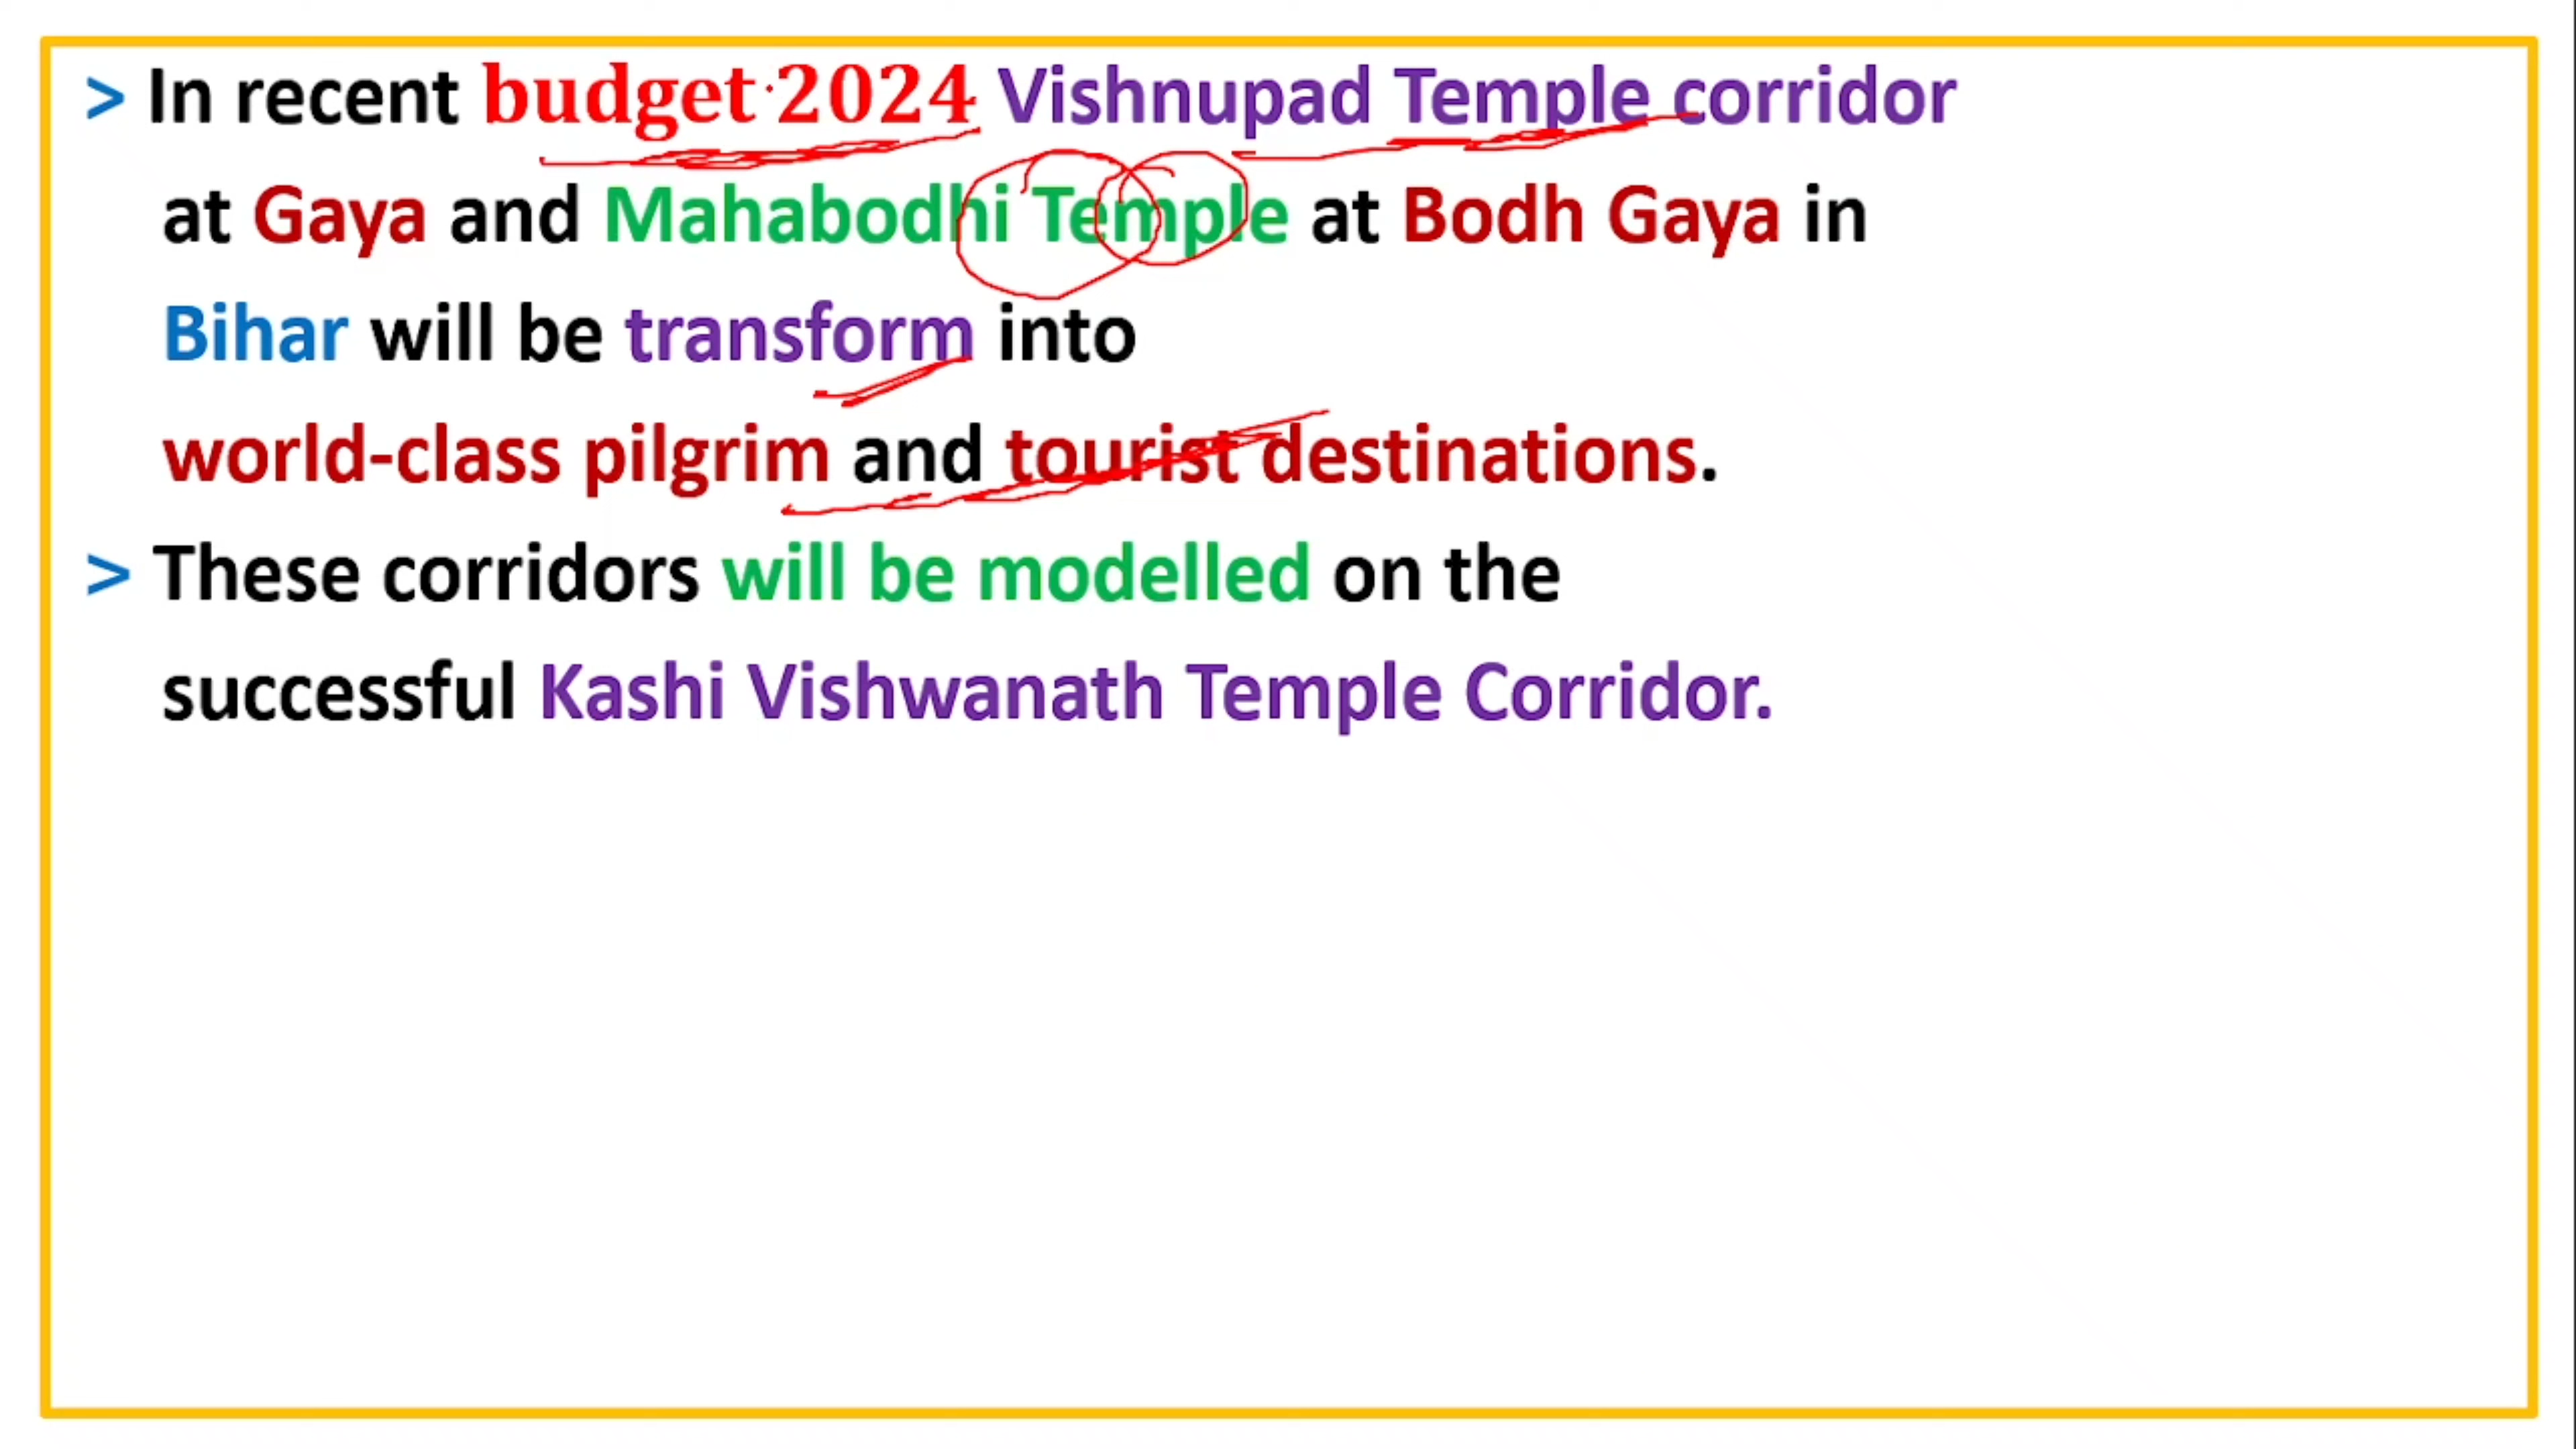 > In recent budget 2024 Vishnupad Temple corridor
at Gaya and Mahabodhi Temple at Bodh Gaya in
Bihar will be transform into
world-class pilgrim and tourist destinations.
> These corridors will be modelled on the
successful Kashi Vishwanath Temple Corridor.